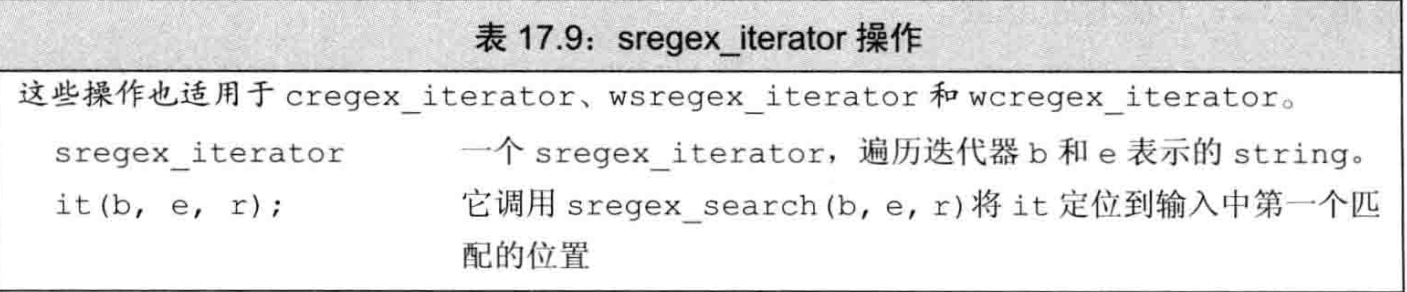 表 17.9：sregex_iterator 操作
这些操作也适用于 cregex_iterator、wsregex_iterator 和 wcregex_iterator。
sregex_iterator 一个 sregex_iterator，遍历迭代器 b 和 e 表示的 string。
it(b, e, r); 它调用 sregex_search(b, e, r)将 it 定位到输入中第一个匹
配的位置